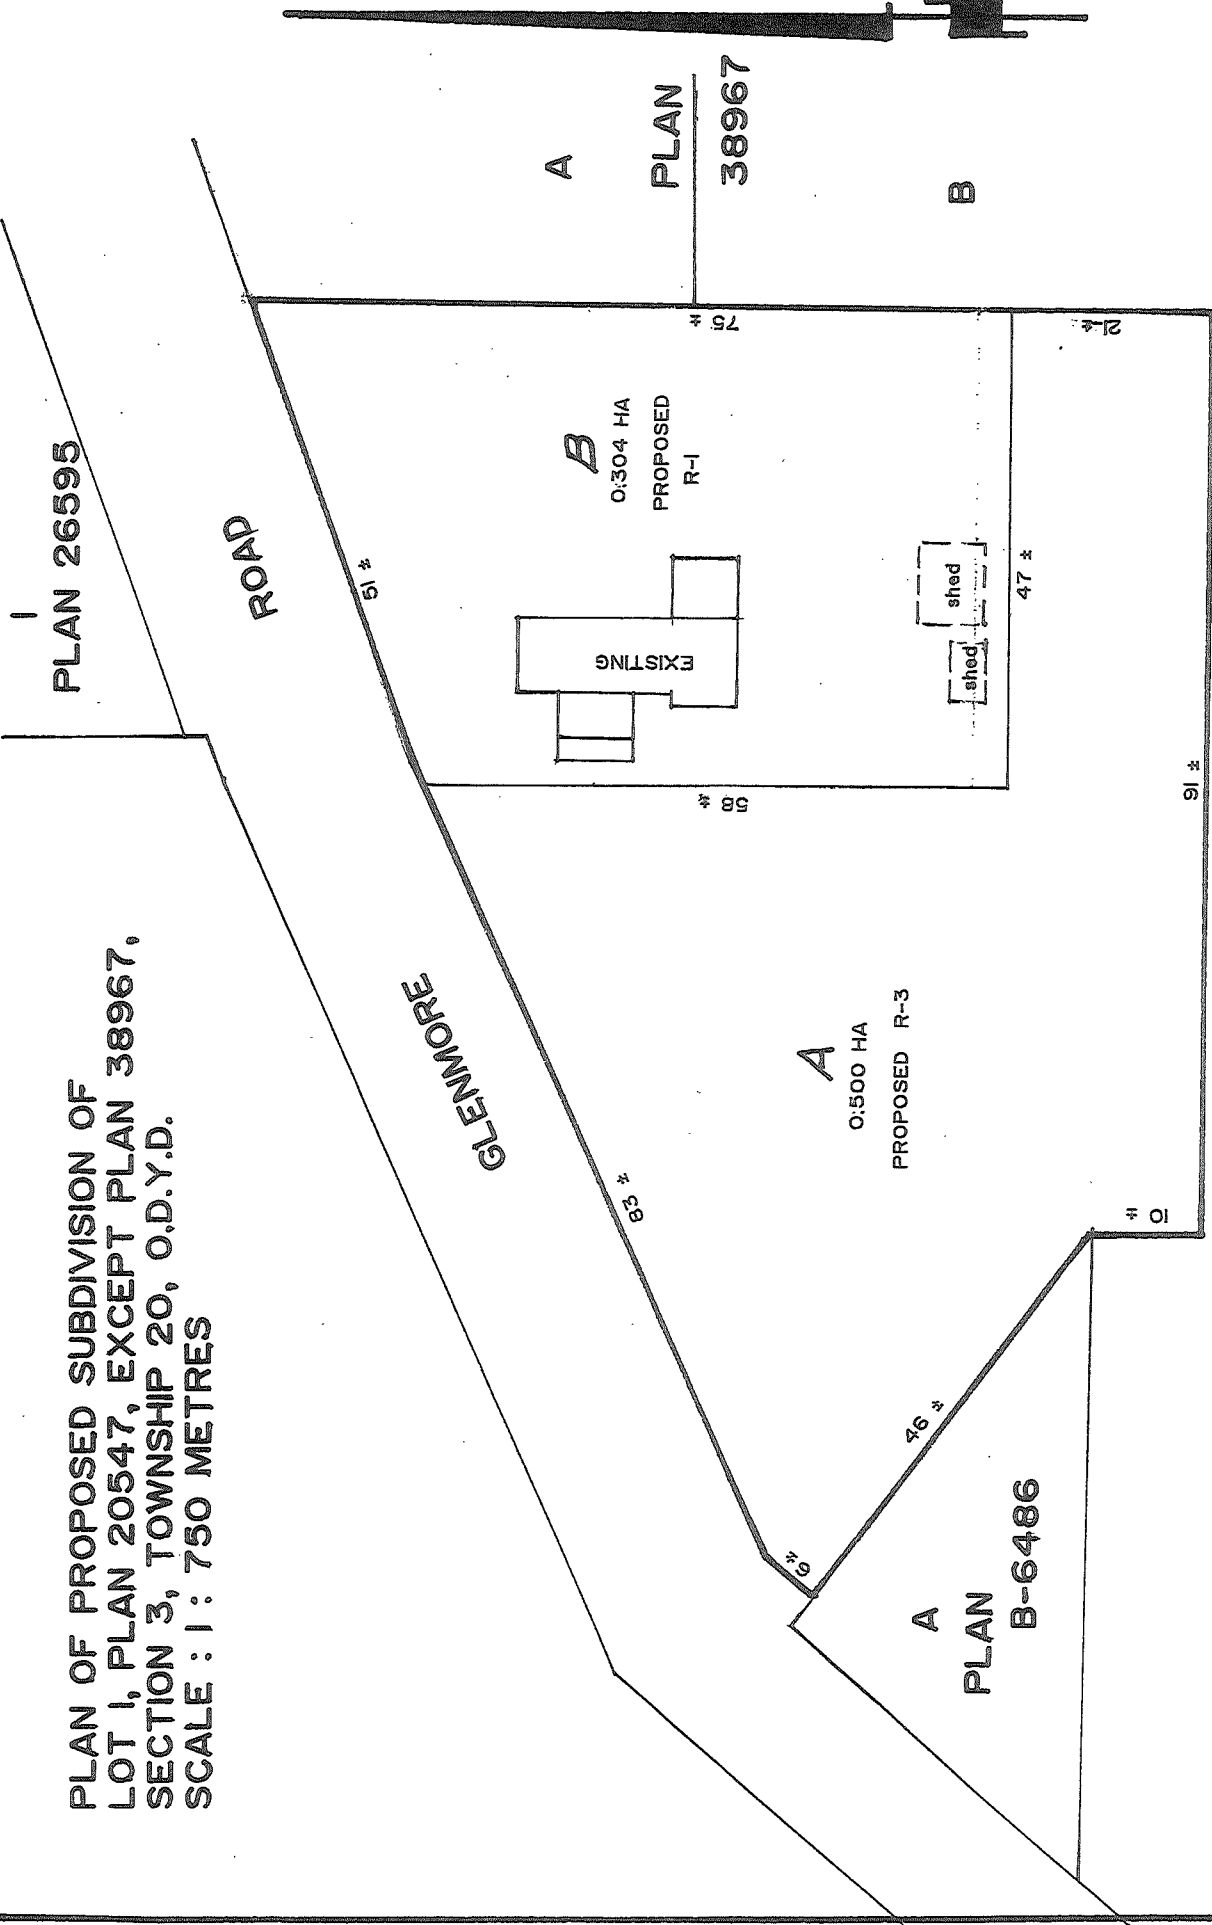 PLAN OF PROPOSED SUBDIVISION OF
LOT 1, PLAN 20547, EXCEPT PLAN 38967,
SECTION 3, TOWNSHIP 20, O.D.Y.D.
SCALE : 1 : 750 METRES
1
PLAN 26595
GLENMORE
ROAD
51 ±
83 ±
9 ±
46 ±
10 ±
91 ±
47 ±
58 ±
75 ±
21 ±
A
PLAN
38967
B
B
0.304 HA
PROPOSED
R-1
EXISTING
shed
shed
A
0.500 HA
PROPOSED R-3
A
PLAN
B-6486